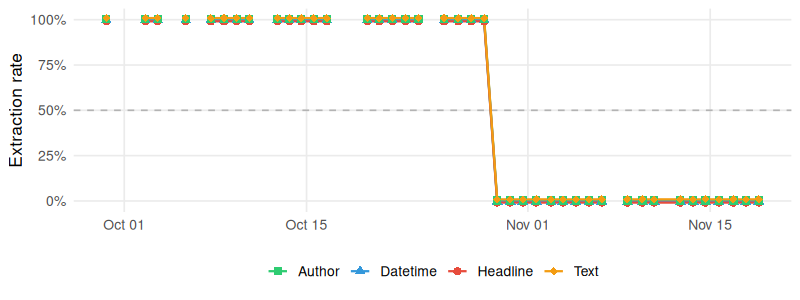 Extraction rate
100%
75%
50%
25%
0%
Oct 01 Oct 15 Nov 01 Nov 15
Author Datetime Headline Text